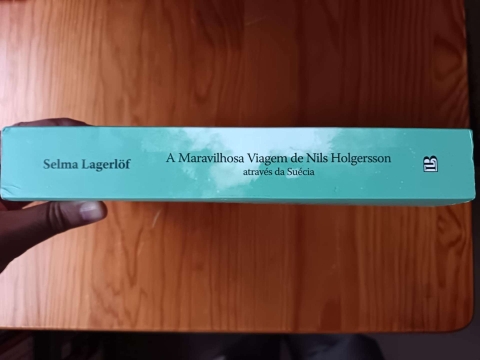 Selma Lagerlöf
A Maravilhosa Viagem de Nils Holgersson
através da Suécia